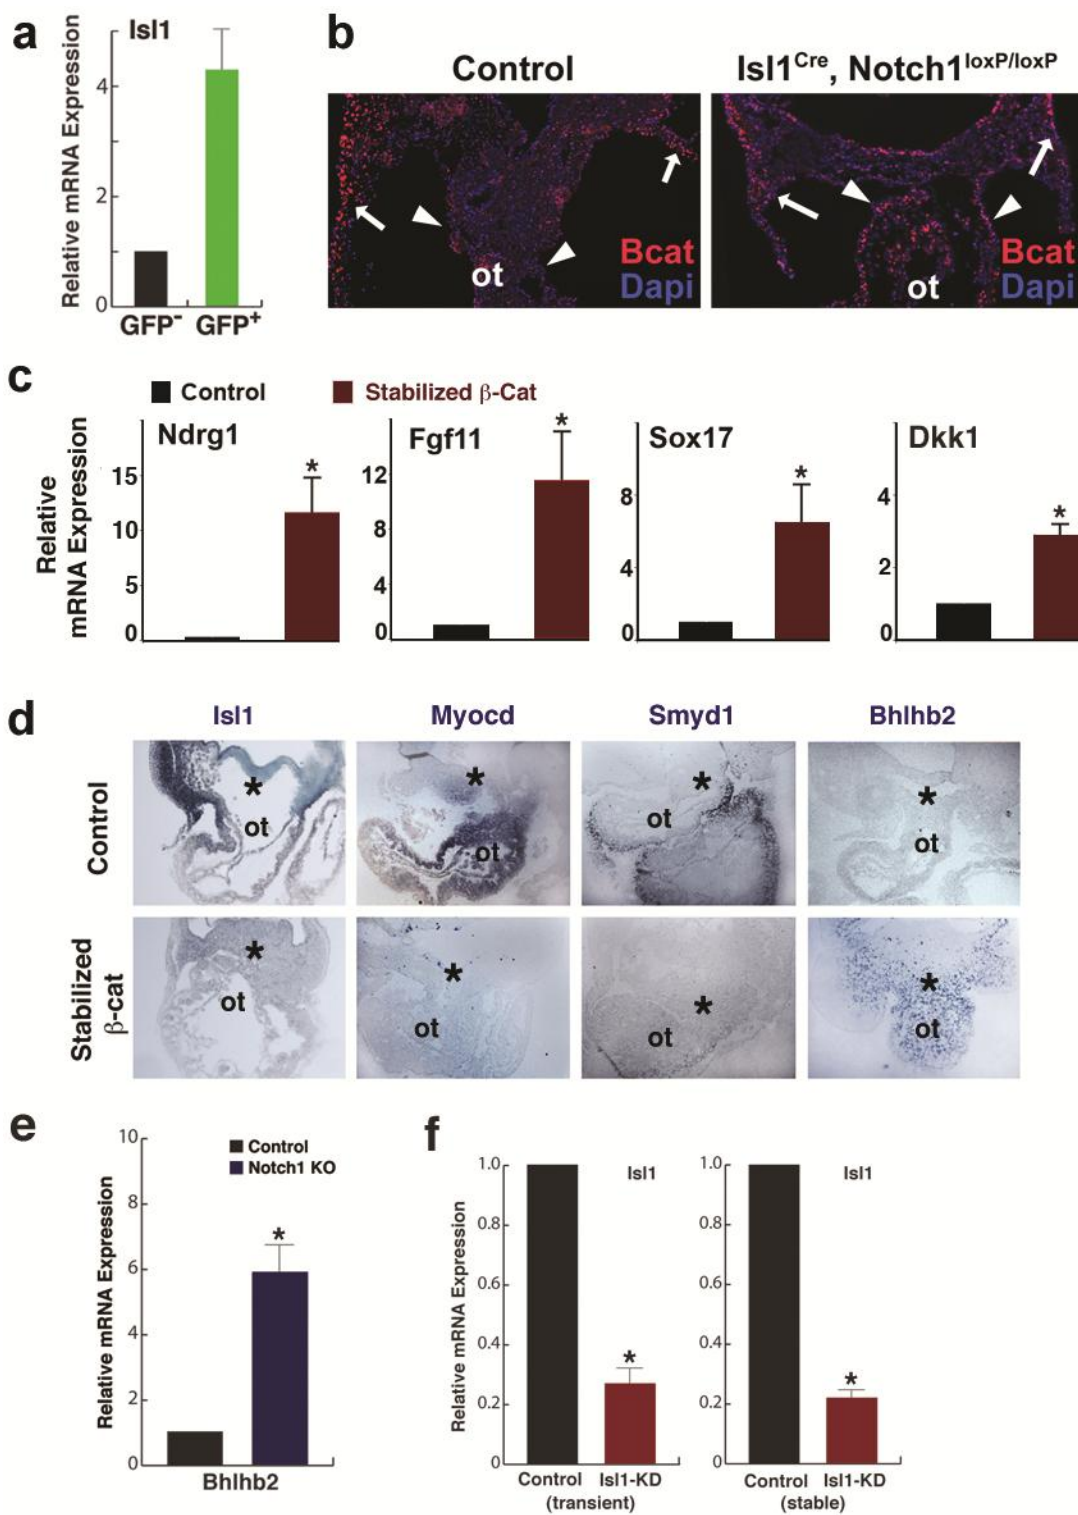 a
Isl1
Relative mRNA Expression
4
2
0
GFP⁻ GFP⁺
b
Control
Isl1ᶜʳᵉ, Notch1ˡᵒˣᴾ/ˡᵒˣᴾ
ot
Bcat
Dapi
ot
Bcat
Dapi
c
Control
Stabilized β-Cat
Relative
mRNA Expression
Ndrg1
15
10
5
0
*
Fgf11
12
8
4
0
*
Sox17
8
4
0
*
Dkk1
4
2
0
*
d
Isl1 Myocd Smyd1 Bhlhb2
Control
* ot
* ot
* ot
* ot
Stabilized
β-cat
* ot
* ot
* ot
* ot
e
Relative mRNA Expression
10
8
6
4
2
0
Control
Notch1 KO
*
Bhlhb2
f
Relative mRNA Expression
1.0
0.8
0.6
0.4
0.2
0
Isl1
*
Control Isl1-KD
(transient)
1.0
0.8
0.6
0.4
0.2
0
Isl1
*
Control Isl1-KD
(stable)